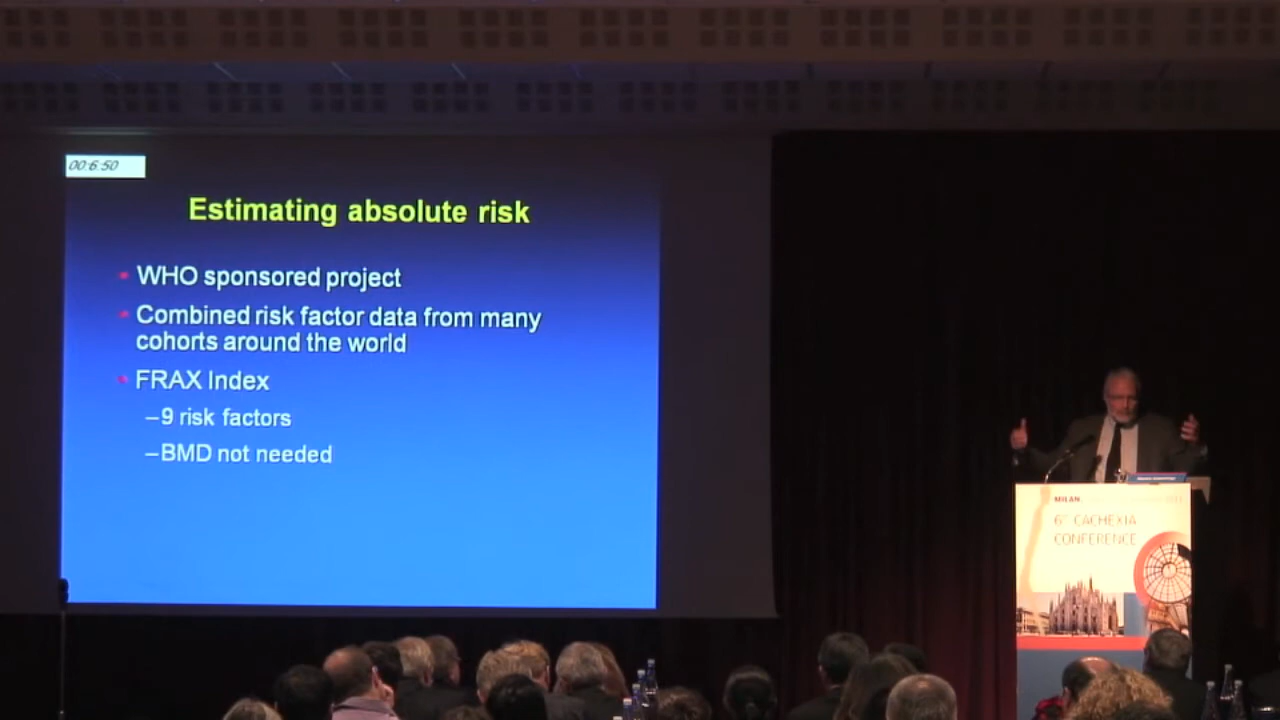 00:6:50
Estimating absolute risk
WHO sponsored project
Combined risk factor data from many
cohorts around the world
FRAX Index
–9 risk factors
–BMD not needed
MILAN
6TH CACHEXIA
CONFERENCE